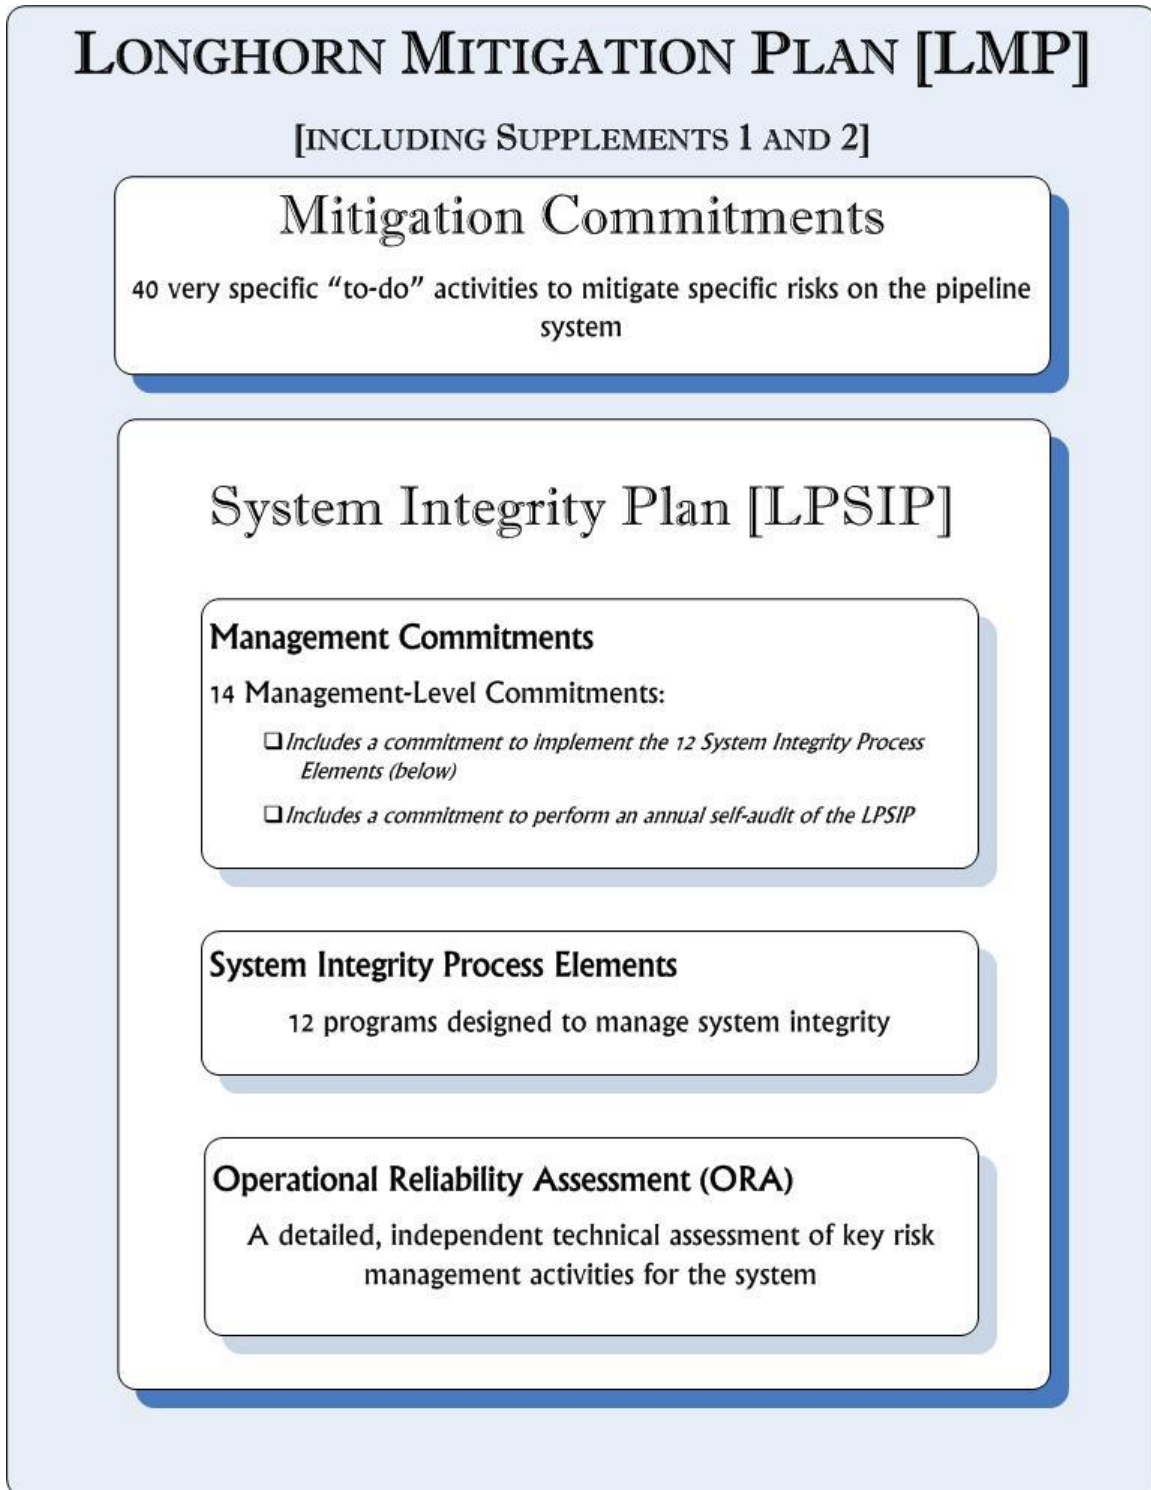 LONGHORN MITIGATION PLAN [LMP]
[INCLUDING SUPPLEMENTS 1 AND 2]
Mitigation Commitments
40 very specific “to-do” activities to mitigate specific risks on the pipeline
system
System Integrity Plan [LPSIP]
Management Commitments
14 Management-Level Commitments:
❑Includes a commitment to implement the 12 System Integrity Process
Elements (below)
❑Includes a commitment to perform an annual self-audit of the LPSIP
System Integrity Process Elements
12 programs designed to manage system integrity
Operational Reliability Assessment (ORA)
A detailed, independent technical assessment of key risk
management activities for the system